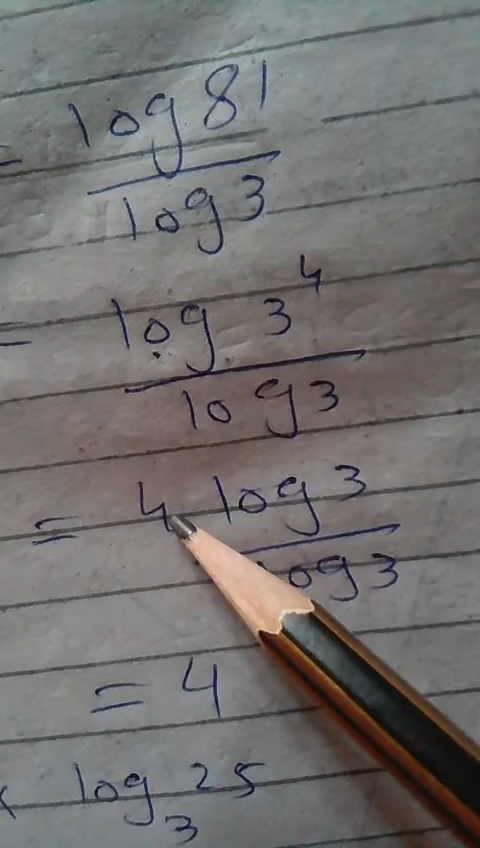 = log 81
log 3
= log 3⁴
log 3
= 4 log 3
log 3
= 4
× log₃ 25